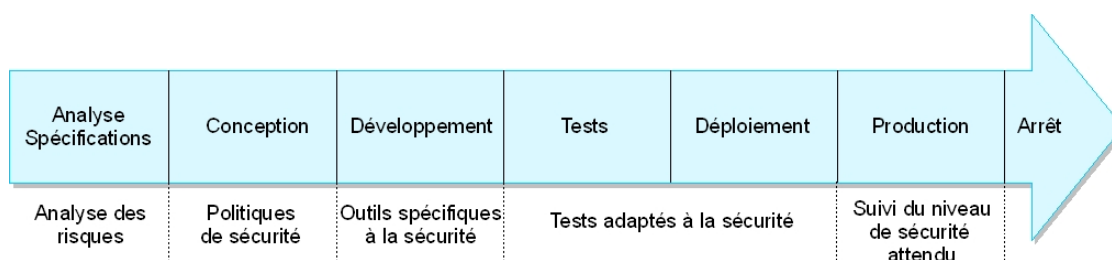 Analyse
Spécifications
Conception
Développement
Tests
Déploiement
Production
Arrêt
Analyse des
risques
Politiques
de sécurité
Outils spécifiques
à la sécurité
Tests adaptés à la sécurité
Suivi du niveau
de sécurité
attendu